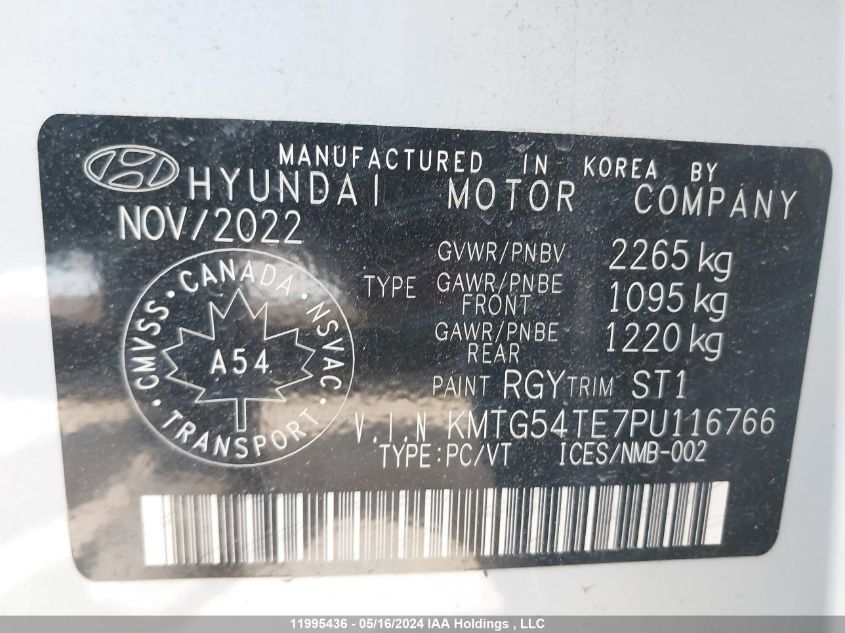 MANUFACTURED IN KOREA BY
HYUNDAI MOTOR COMPANY
NOV/2022
GVWR/PNBV 2265 kg
TYPE GAWR/PNBE FRONT 1095 kg
GAWR/PNBE REAR 1220 kg
PAINT RGY TRIM ST1
V.I.N KMTG54TE7PU116766
TYPE:PC/VT ICES/NMB-002
CANADA · NSVAC · TRANSPORT · CMVSS ·
A54
11995436 - 05/16/2024 IAA Holdings , LLC